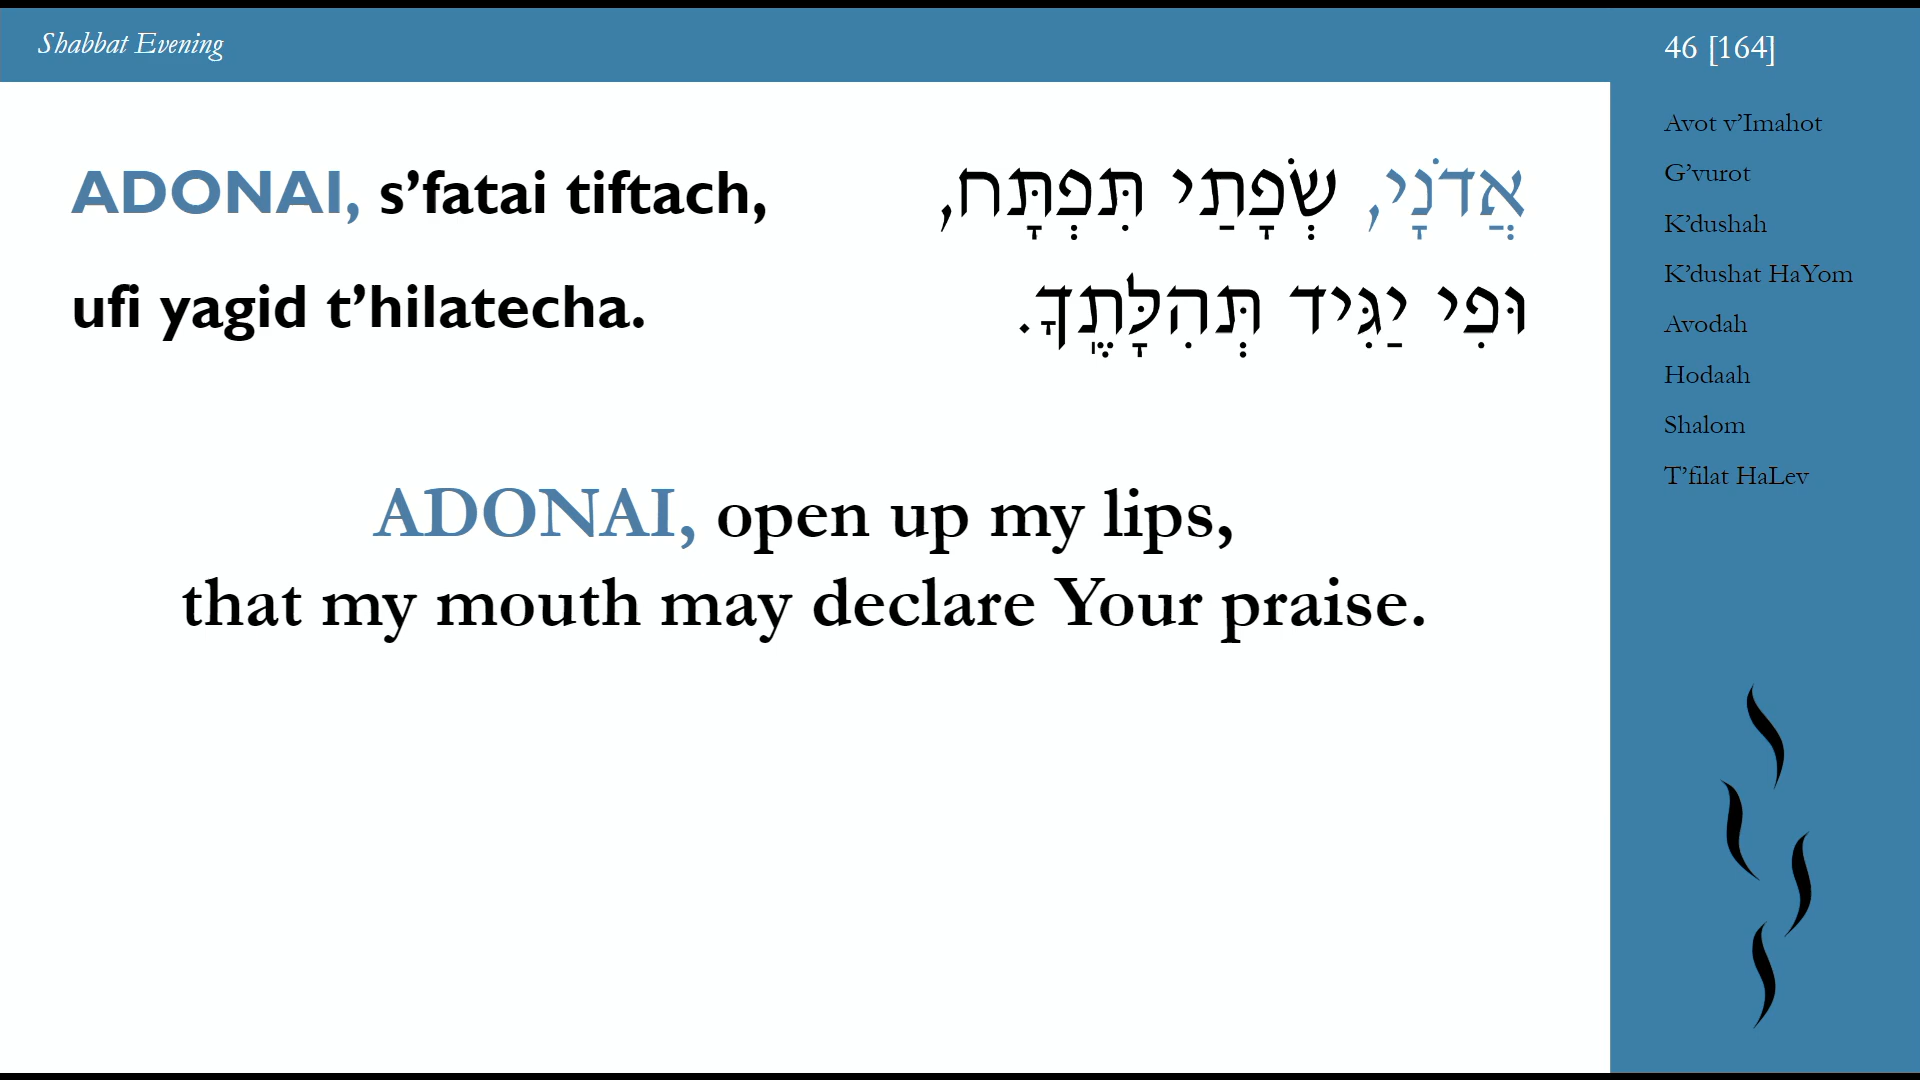 Shabbat Evening
46 [164]
ADONAI, s’fatai tiftach,
אֲדֹנָי, שְׂפָתַי תִּפְתָּח,
ufi yagid t’hilatecha.
וּפִי יַגִּיד תְּהִלָּתֶֽךָ.
ADONAI, open up my lips,
that my mouth may declare Your praise.
Avot v’Imahot
G’vurot
K’dushah
K’dushat HaYom
Avodah
Hodaah
Shalom
T’filat HaLev